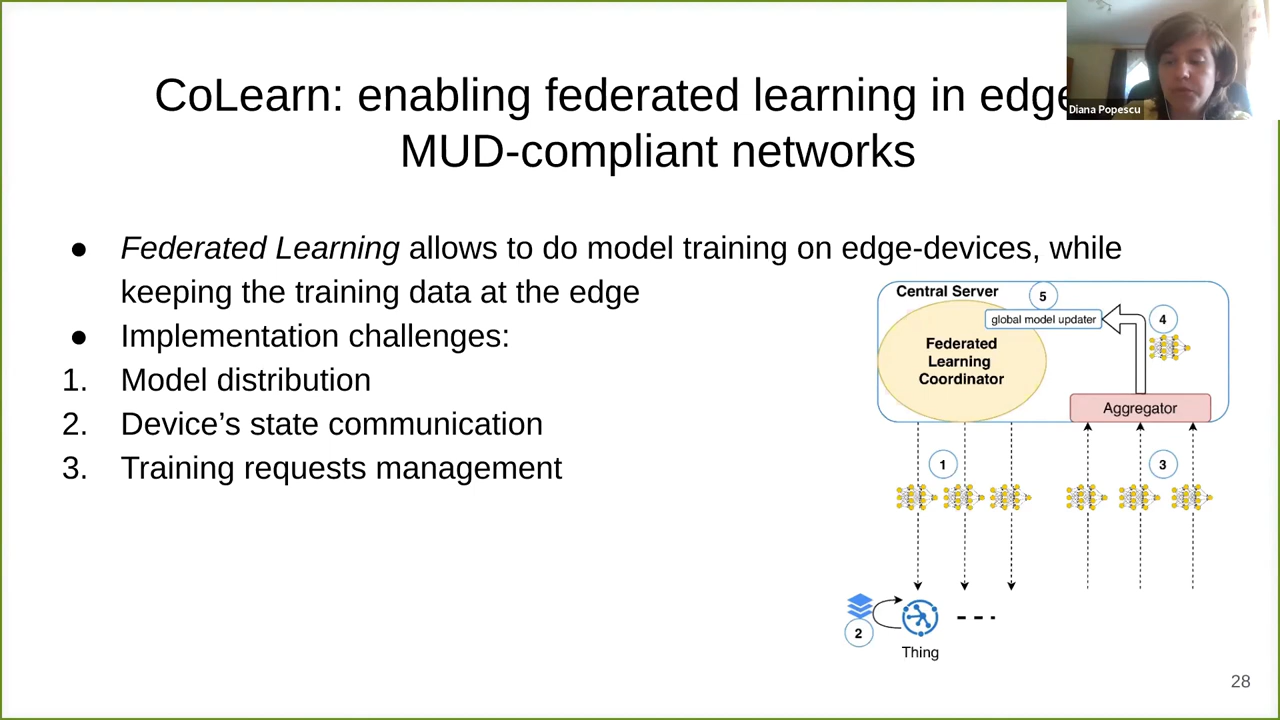 CoLearn: enabling federated learning in edge
MUD-compliant networks
Diana Popescu
● Federated Learning allows to do model training on edge-devices, while
keeping the training data at the edge
● Implementation challenges:
1. Model distribution
2. Device’s state communication
3. Training requests management
Central Server
5
global model updater
4
Federated
Learning
Coordinator
Aggregator
1
3
2
Thing
28